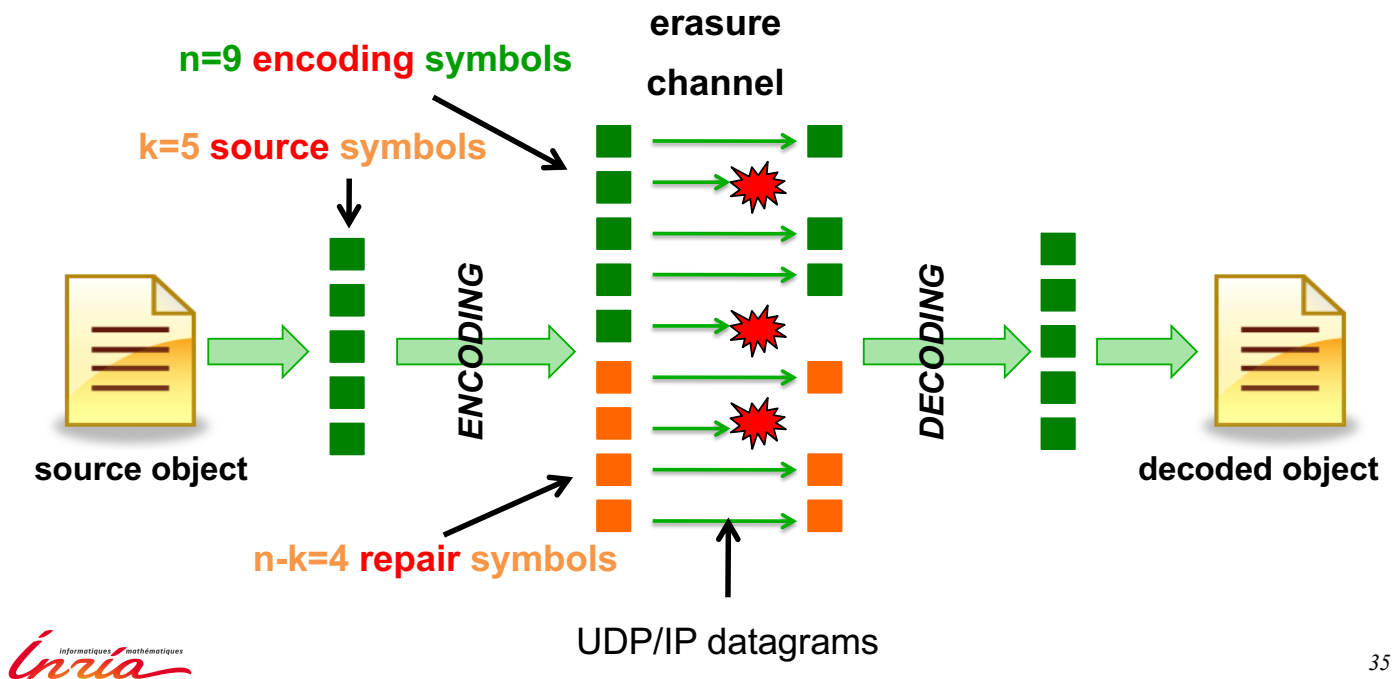 erasure
channel
n=9 encoding symbols
k=5 source symbols
ENCODING
DECODING
source object
decoded object
n-k=4 repair symbols
UDP/IP datagrams
informatiques mathématiques
Inria
35